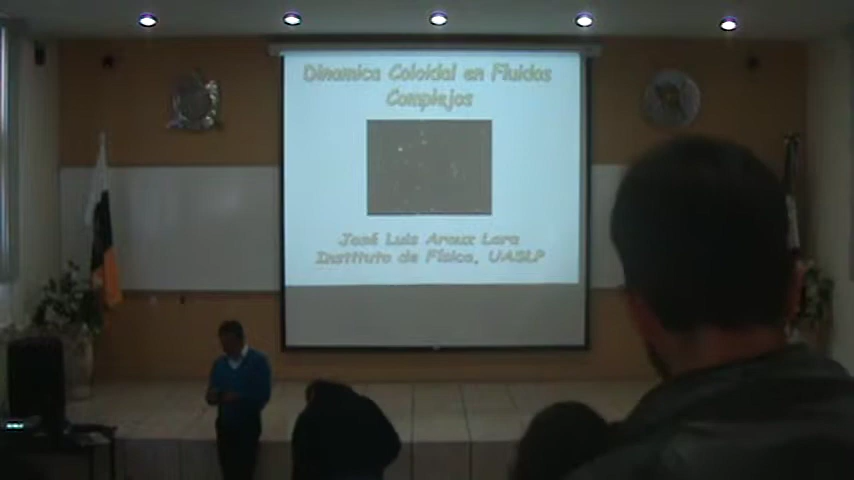 Dinamica Coloidal en Fluidos
Complejos
José Luis Arauz Lara
Instituto de Física, UASLP